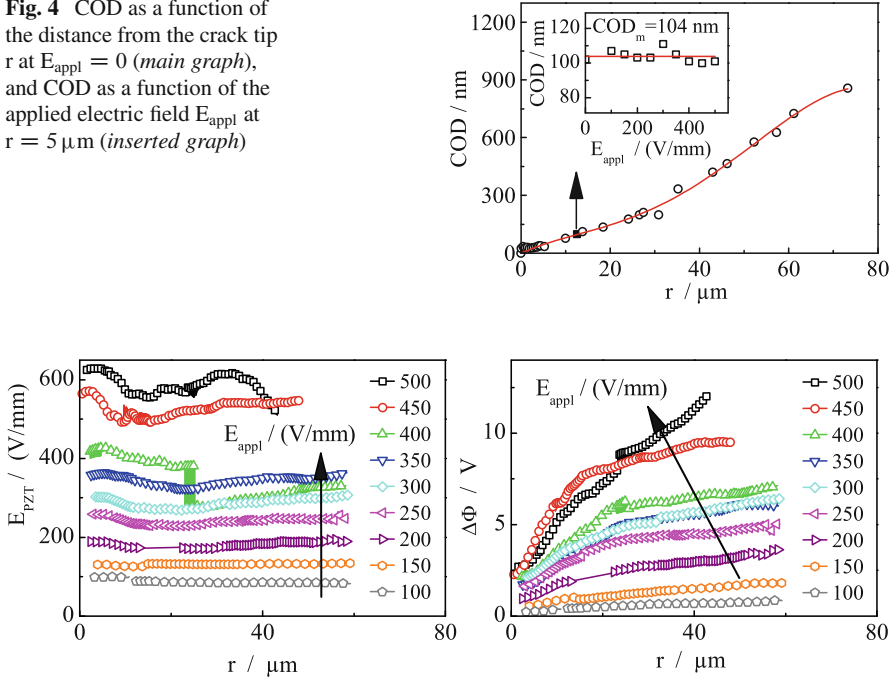 Fig. 4 COD as a function of
the distance from the crack tip
r at E_appl = 0 (main graph),
and COD as a function of the
applied electric field E_appl at
r = 5 μm (inserted graph)
1300
900
600
300
0
COD / nm
0 20 40 60 80
r / μm
COD_m=104 nm
120
100
80
COD / nm
0 400
E_appl / (V/mm)
600
400
200
0
E_PZT / (V/mm)
0 40 80
r / μm
E_appl / (V/mm)
500
450
400
350
300
250
200
150
100
10
5
0
ΔΦ / V
0 40 80
r / μm
E_appl / (V/mm)
500
450
400
350
300
250
200
150
100